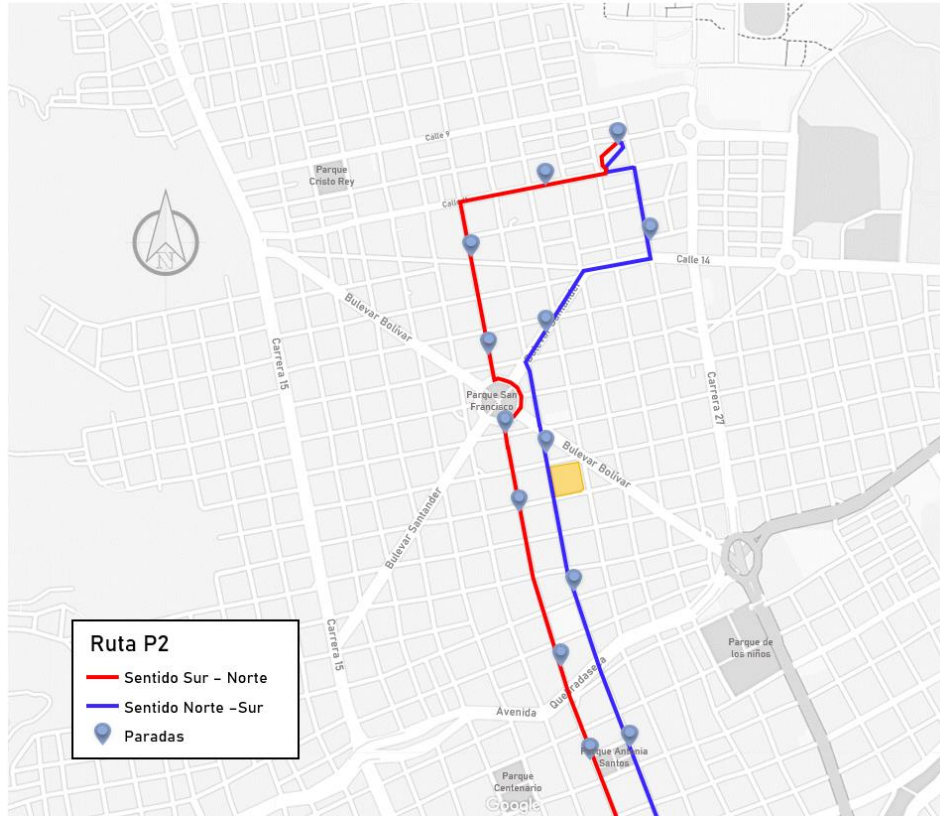 Calle 9
Parque
Cristo Rey
N
Calle 14
Bulevar Bolívar
Carrera 15
Parque San
Francisco
Carrera 27
Bulevar Bolívar
Bulevar Santander
Carrera 15
Ruta P2
Sentido Sur - Norte
Sentido Norte -Sur
Paradas
Parque de
los niños
Avenida
Quebradaseca
Parque Antonia
Santos
Parque
Centenario
Google